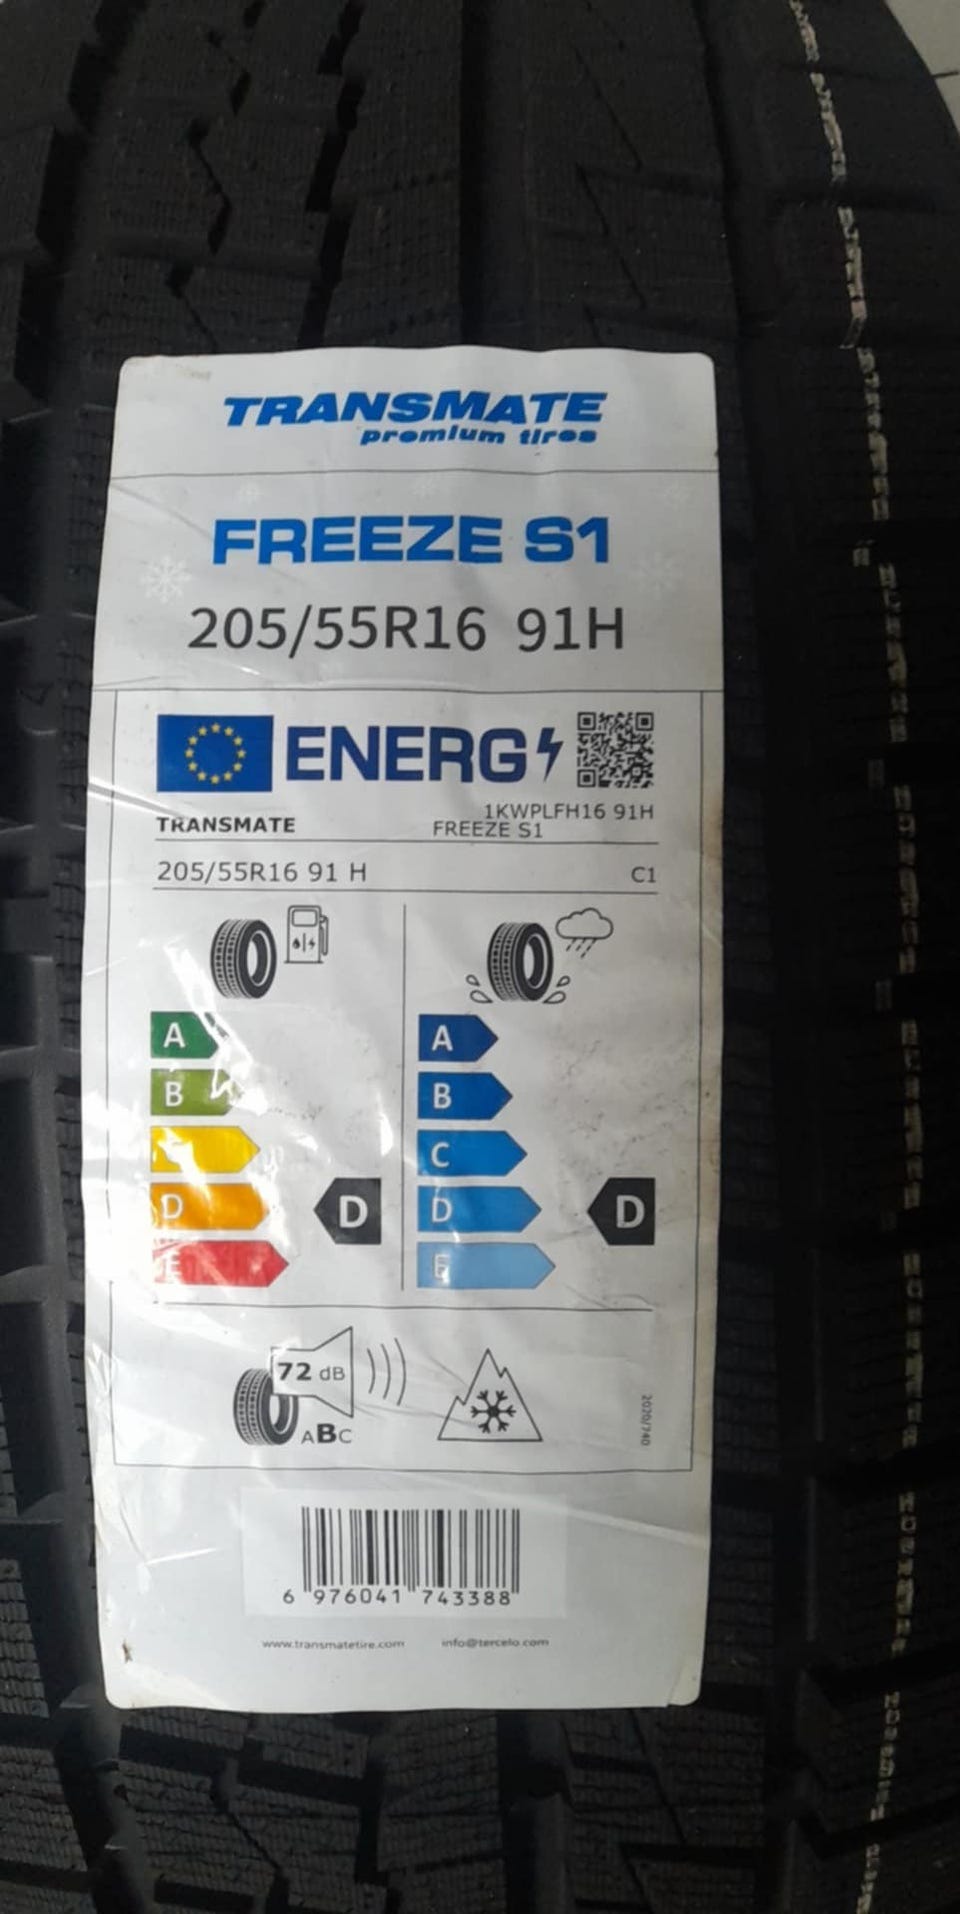 TRANSMATE
premium tires
FREEZE S1
205/55R16 91H
ENERG
1KWPLFH16 91H
TRANSMATE
FREEZE S1
205/55R16 91 H
C1
A
B
D
E
D
A
B
C
D
E
D
72 dB
ABC
2020/740
6 976041 743388
www.transmatetire.com info@tercelo.com